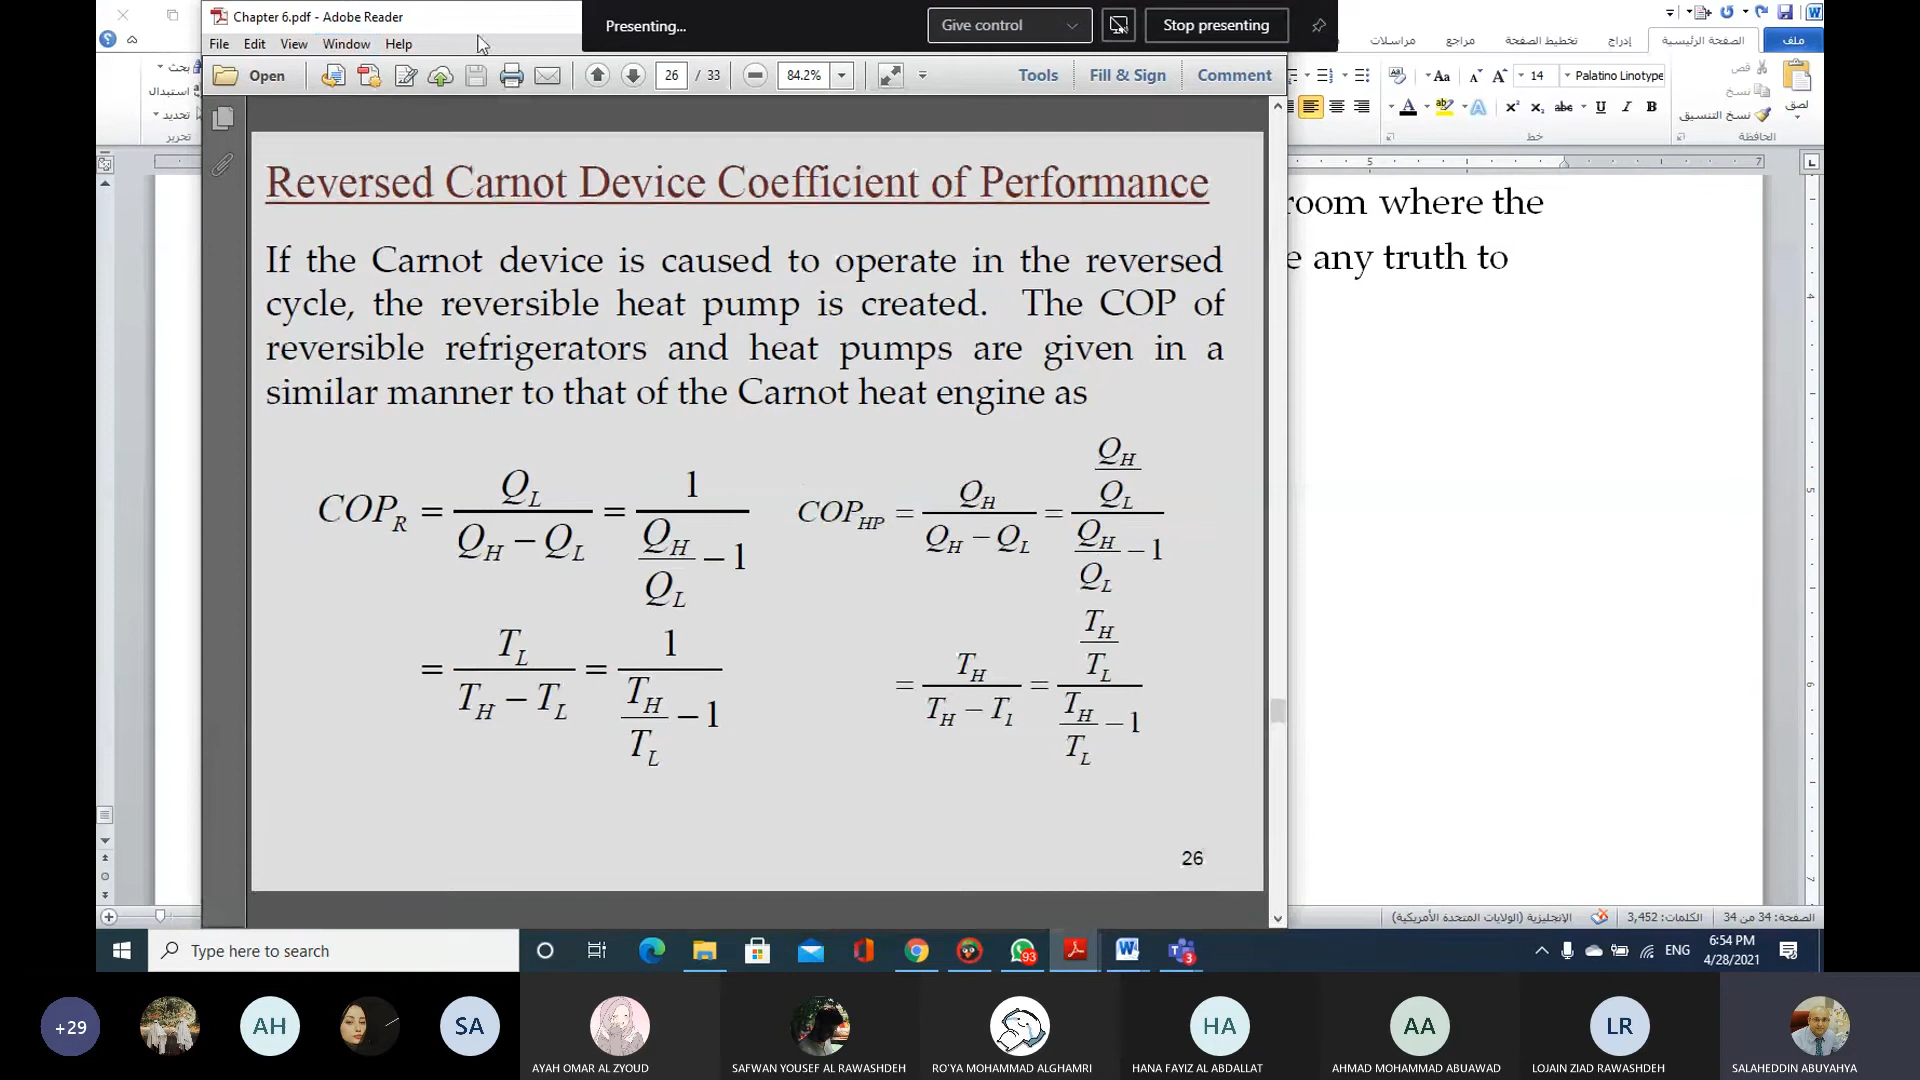 Chapter 6.pdf - Adobe Reader
Presenting...
Give control
Stop presenting
File Edit View Window Help
Open
26 / 33
84.2%
Tools
Fill & Sign
Comment
ملف
الصفحة الرئيسية
إدراج
تخطيط الصفحة
مراجع
مراسلات
بحث
استبدال
تحديد
تحرير
Aa
14
Palatino Linotype
قص
نسخ
نسخ التنسيق
لصق
الحافظة
خط
5
7
Reversed Carnot Device Coefficient of Performance
If the Carnot device is caused to operate in the reversed
cycle, the reversible heat pump is created. The COP of
reversible refrigerators and heat pumps are given in a
similar manner to that of the Carnot heat engine as
COP_R = Q_L / (Q_H − Q_L) = 1 / (Q_H / Q_L − 1)
= T_L / (T_H − T_L) = 1 / (T_H / T_L − 1)
COP_HP = Q_H / (Q_H − Q_L) = (Q_H / Q_L) / (Q_H / Q_L − 1)
= T_H / (T_H − T_1) = (T_H / T_L) / (T_H / T_L − 1)
26
room where the
e any truth to
الصفحة: 34 من 34
الكلمات: 3,452
الإنجليزية (الولايات المتحدة الأمريكية)
Type here to search
93
3
ENG
6:54 PM
4/28/2021
+29
AH
SA
HA
AA
LR
AYAH OMAR AL ZYOUD
SAFWAN YOUSEF AL RAWASHDEH
RO'YA MOHAMMAD ALGHAMRI
HANA FAYIZ AL ABDALLAT
AHMAD MOHAMMAD ABUAWAD
LOJAIN ZIAD RAWASHDEH
SALAHEDDIN ABUYAHYA